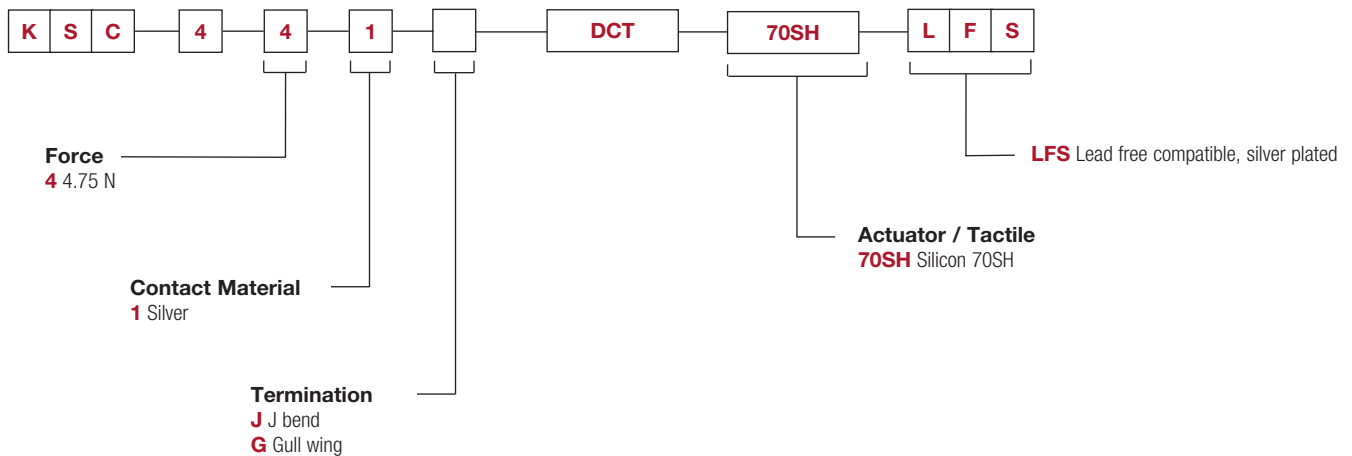 K S C 4 4 1 DCT 70SH L F S
Force
4 4.75 N
LFS Lead free compatible, silver plated
Actuator / Tactile
70SH Silicon 70SH
Contact Material
1 Silver
Termination
J J bend
G Gull wing